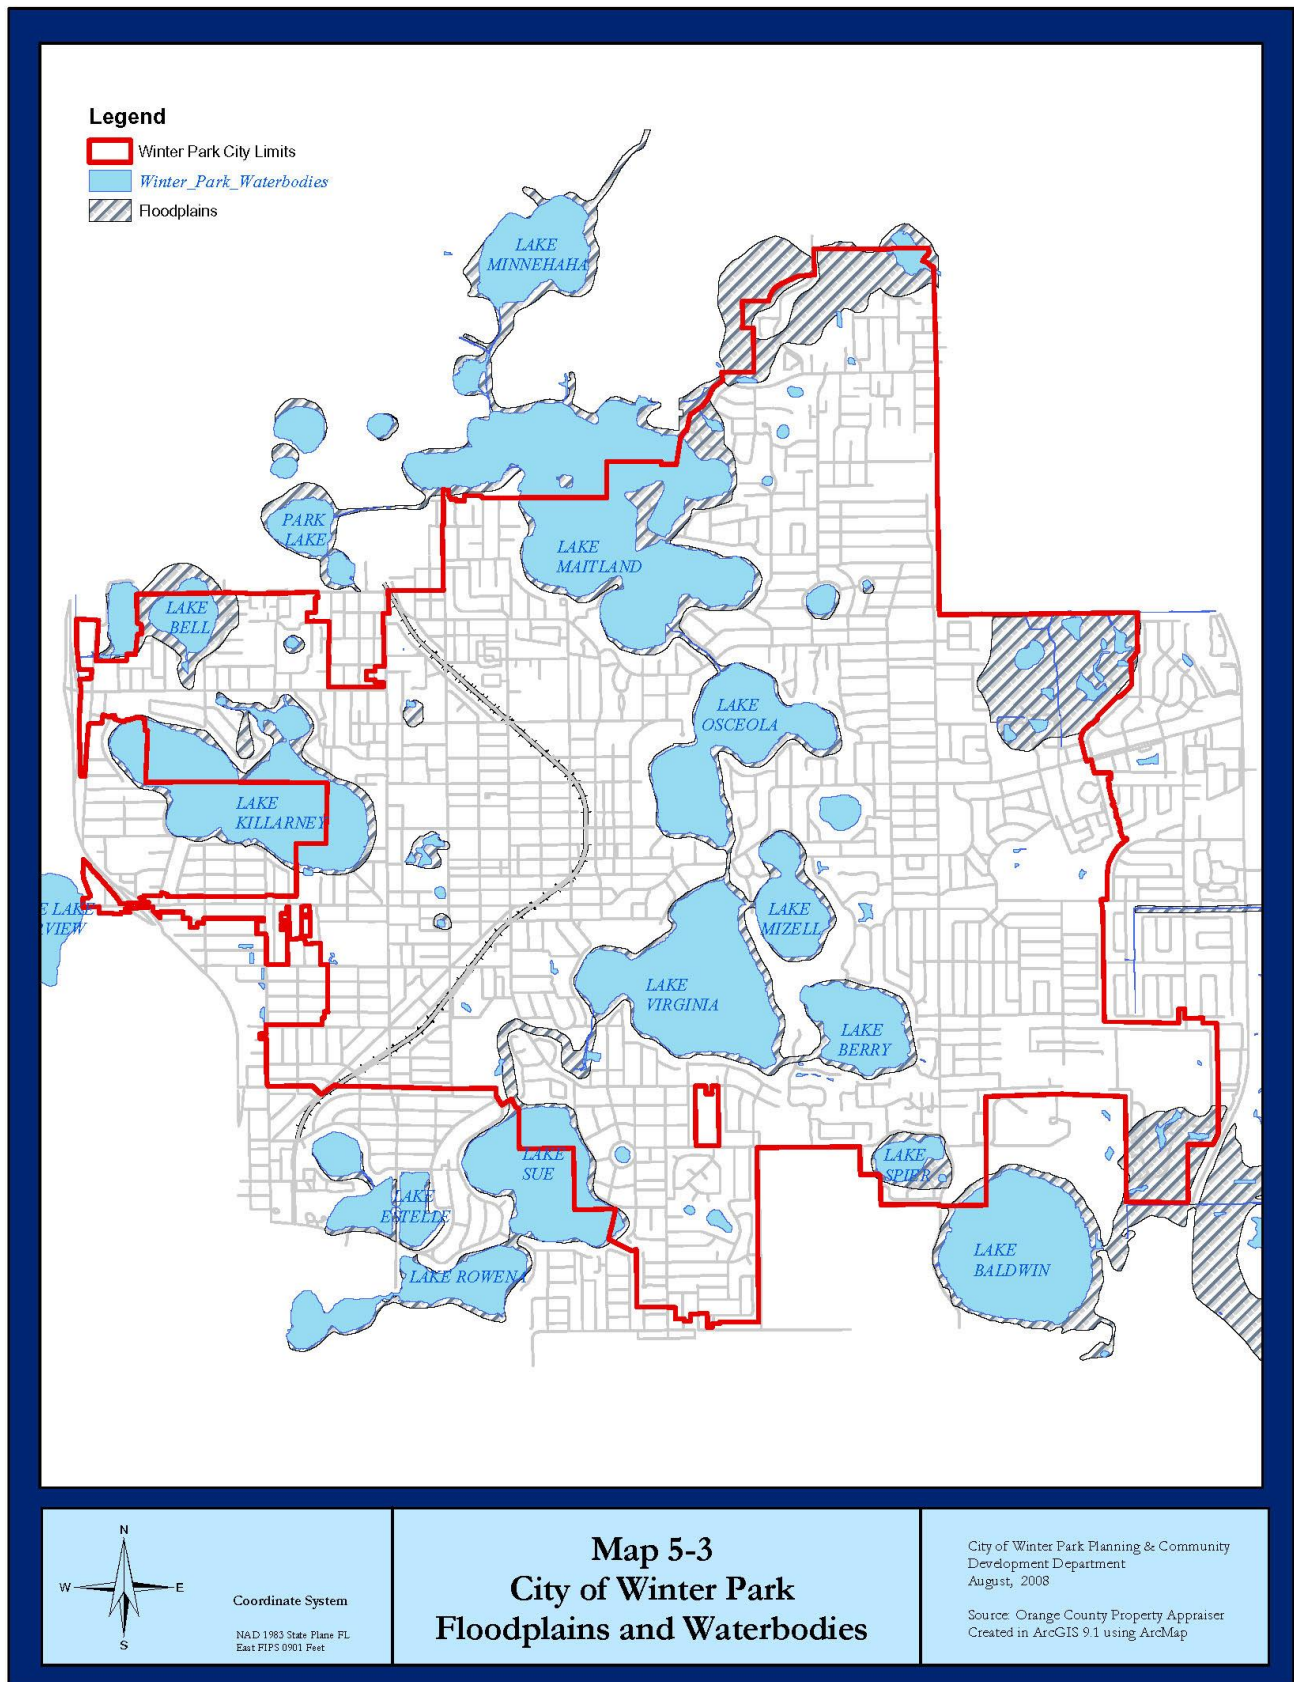 Legend
Winter Park City Limits
Winter_Park_Waterbodies
Floodplains
LAKE
MINNEHAHA
PARK
LAKE
LAKE
MAITLAND
LAKE
BELL
LAKE
OSCEOLA
LAKE
KILLARNEY
E LAKE
RVIEW
LAKE
MIZELL
LAKE
VIRGINIA
LAKE
BERRY
LAKE
SUE
LAKE
SPIER
LAKE
ESTELLE
LAKE
BALDWIN
LAKE ROWENA
N
W
E
S
Coordinate System
NAD 1983 State Plane FL
East FIPS 0901 Feet
Map 5-3
City of Winter Park
Floodplains and Waterbodies
City of Winter Park Planning & Community
Development Department
August, 2008
Source: Orange County Property Appraiser
Created in ArcGIS 9.1 using ArcMap